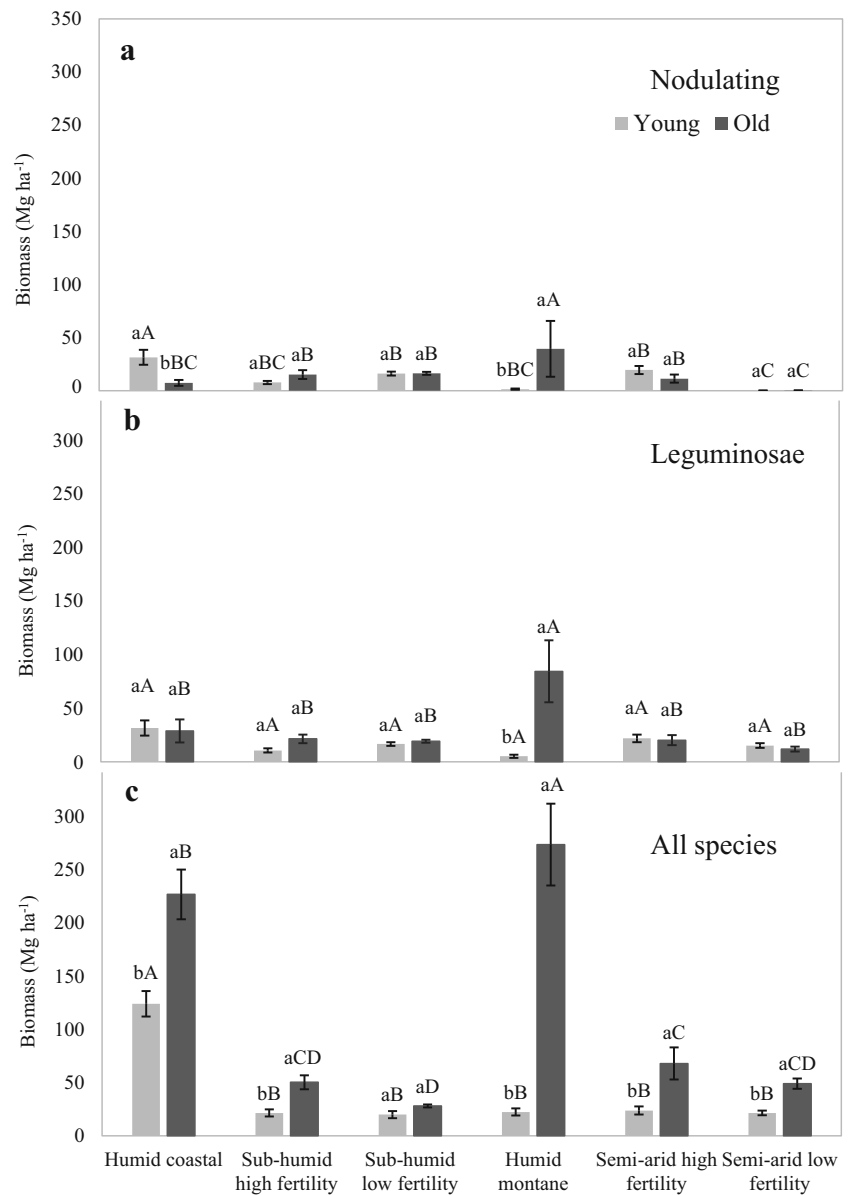 350
a
300
Nodulating
250
Young Old
200
150
Biomass (Mg ha-1)
100
aA
50
aA
bBC
aBC
aB
aB
aB
bBC
aB
aB
aC
aC
0
b
300
Leguminosae
250
200
150
Biomass (Mg ha-1)
100
aA
50
aA
aB
aA
aB
aA
aB
bA
aA
aB
aA
aB
0
c
300
aA
All species
250
aB
200
150
Biomass (Mg ha-1)
bA
100
aC
50
bB
aCD
aB
aD
bB
bB
bB
aCD
0
Humid coastal Sub-humid Sub-humid Humid Semi-arid high Semi-arid low
high fertility low fertility montane fertility fertility